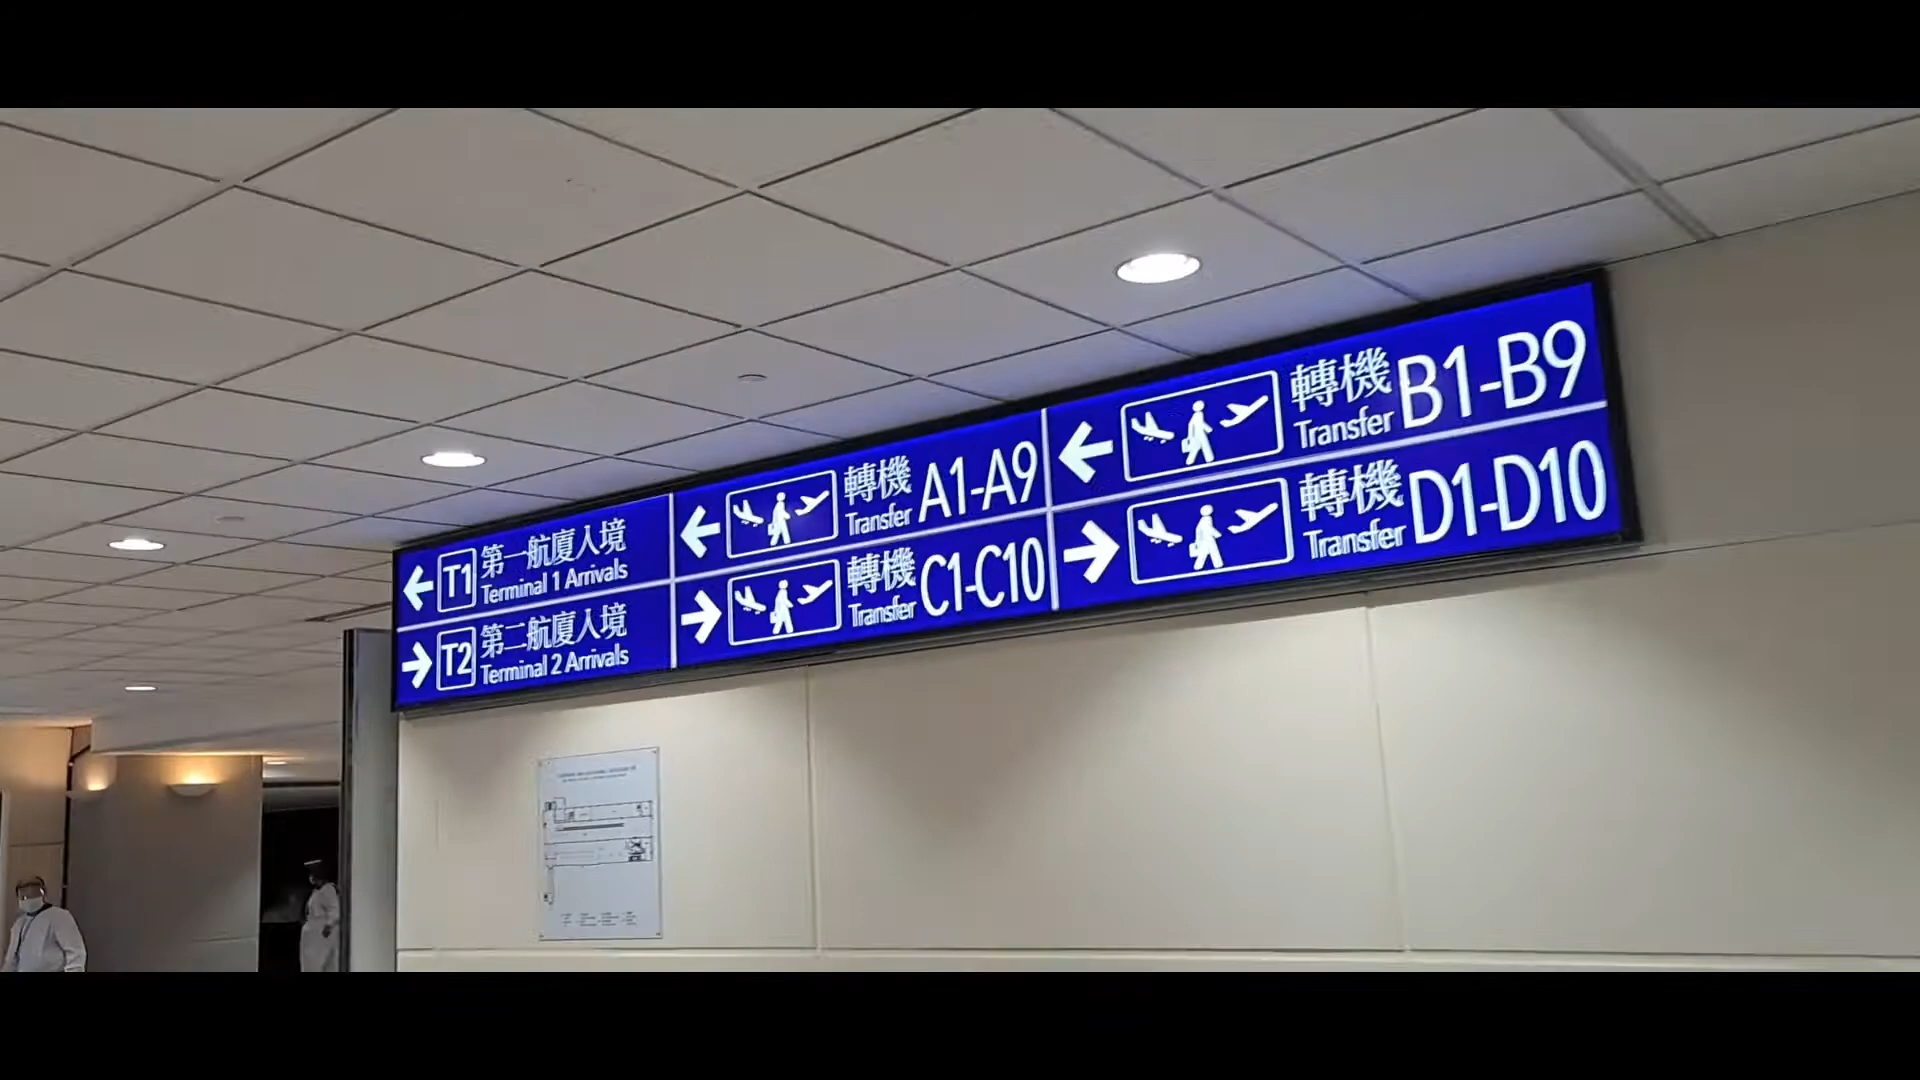 T1 第一航廈入境
Terminal 1 Arrivals
T2 第二航廈入境
Terminal 2 Arrivals
轉機 A1-A9
Transfer
轉機 C1-C10
Transfer
轉機 B1-B9
Transfer
轉機 D1-D10
Transfer